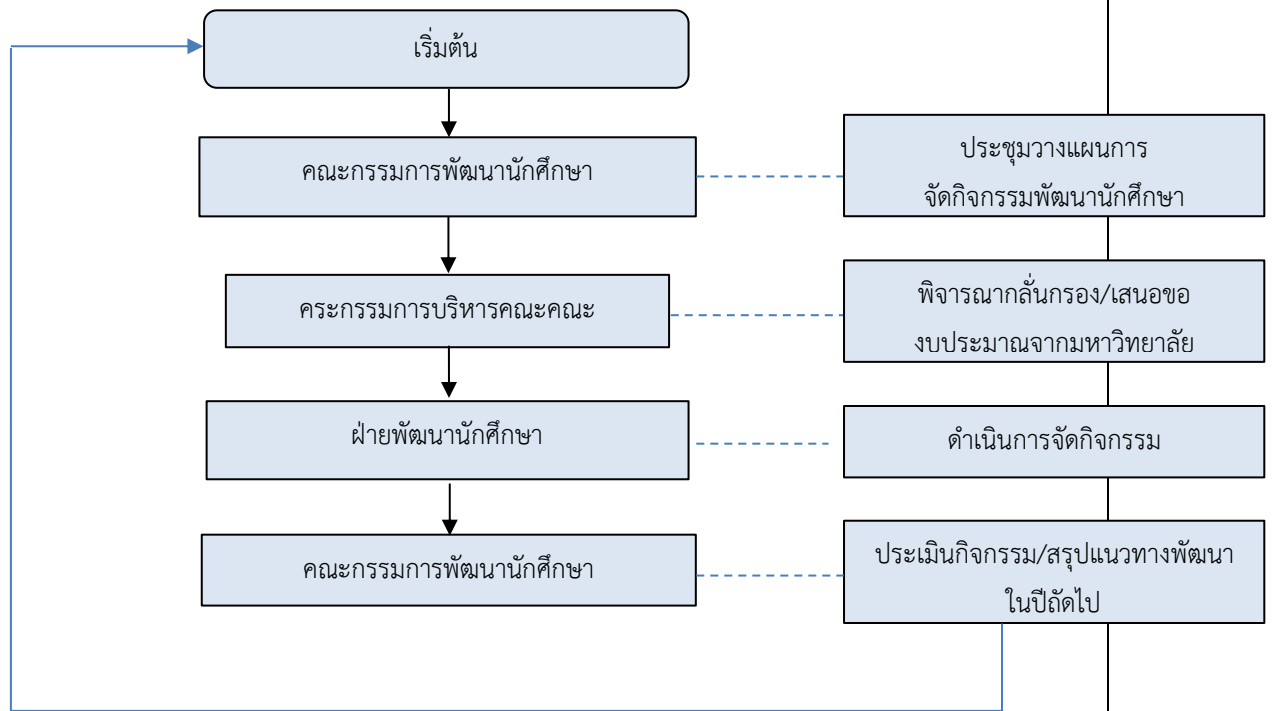 เริ่มต้น
คณะกรรมการพัฒนานักศึกษา
ประชุมวางแผนการ
จัดกิจกรรมพัฒนานักศึกษา
คระกรรมการบริหารคณะคณะ
พิจารณากลั่นกรอง/เสนอขอ
งบประมาณจากมหาวิทยาลัย
ฝ่ายพัฒนานักศึกษา
ดำเนินการจัดกิจกรรม
คณะกรรมการพัฒนานักศึกษา
ประเมินกิจกรรม/สรุปแนวทางพัฒนา
ในปีถัดไป